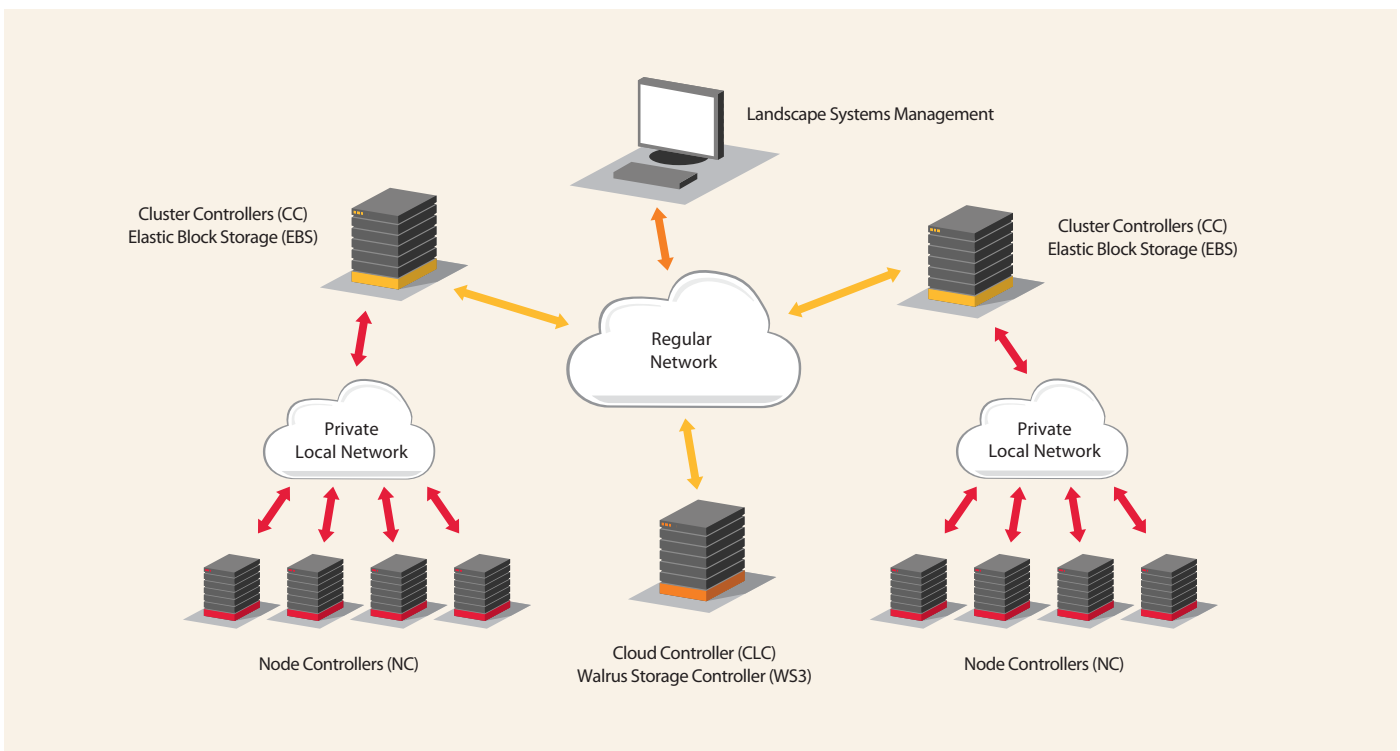 Landscape Systems Management
Cluster Controllers (CC)
Elastic Block Storage (EBS)
Cluster Controllers (CC)
Elastic Block Storage (EBS)
Regular
Network
Private
Local Network
Private
Local Network
Node Controllers (NC)
Cloud Controller (CLC)
Walrus Storage Controller (WS3)
Node Controllers (NC)